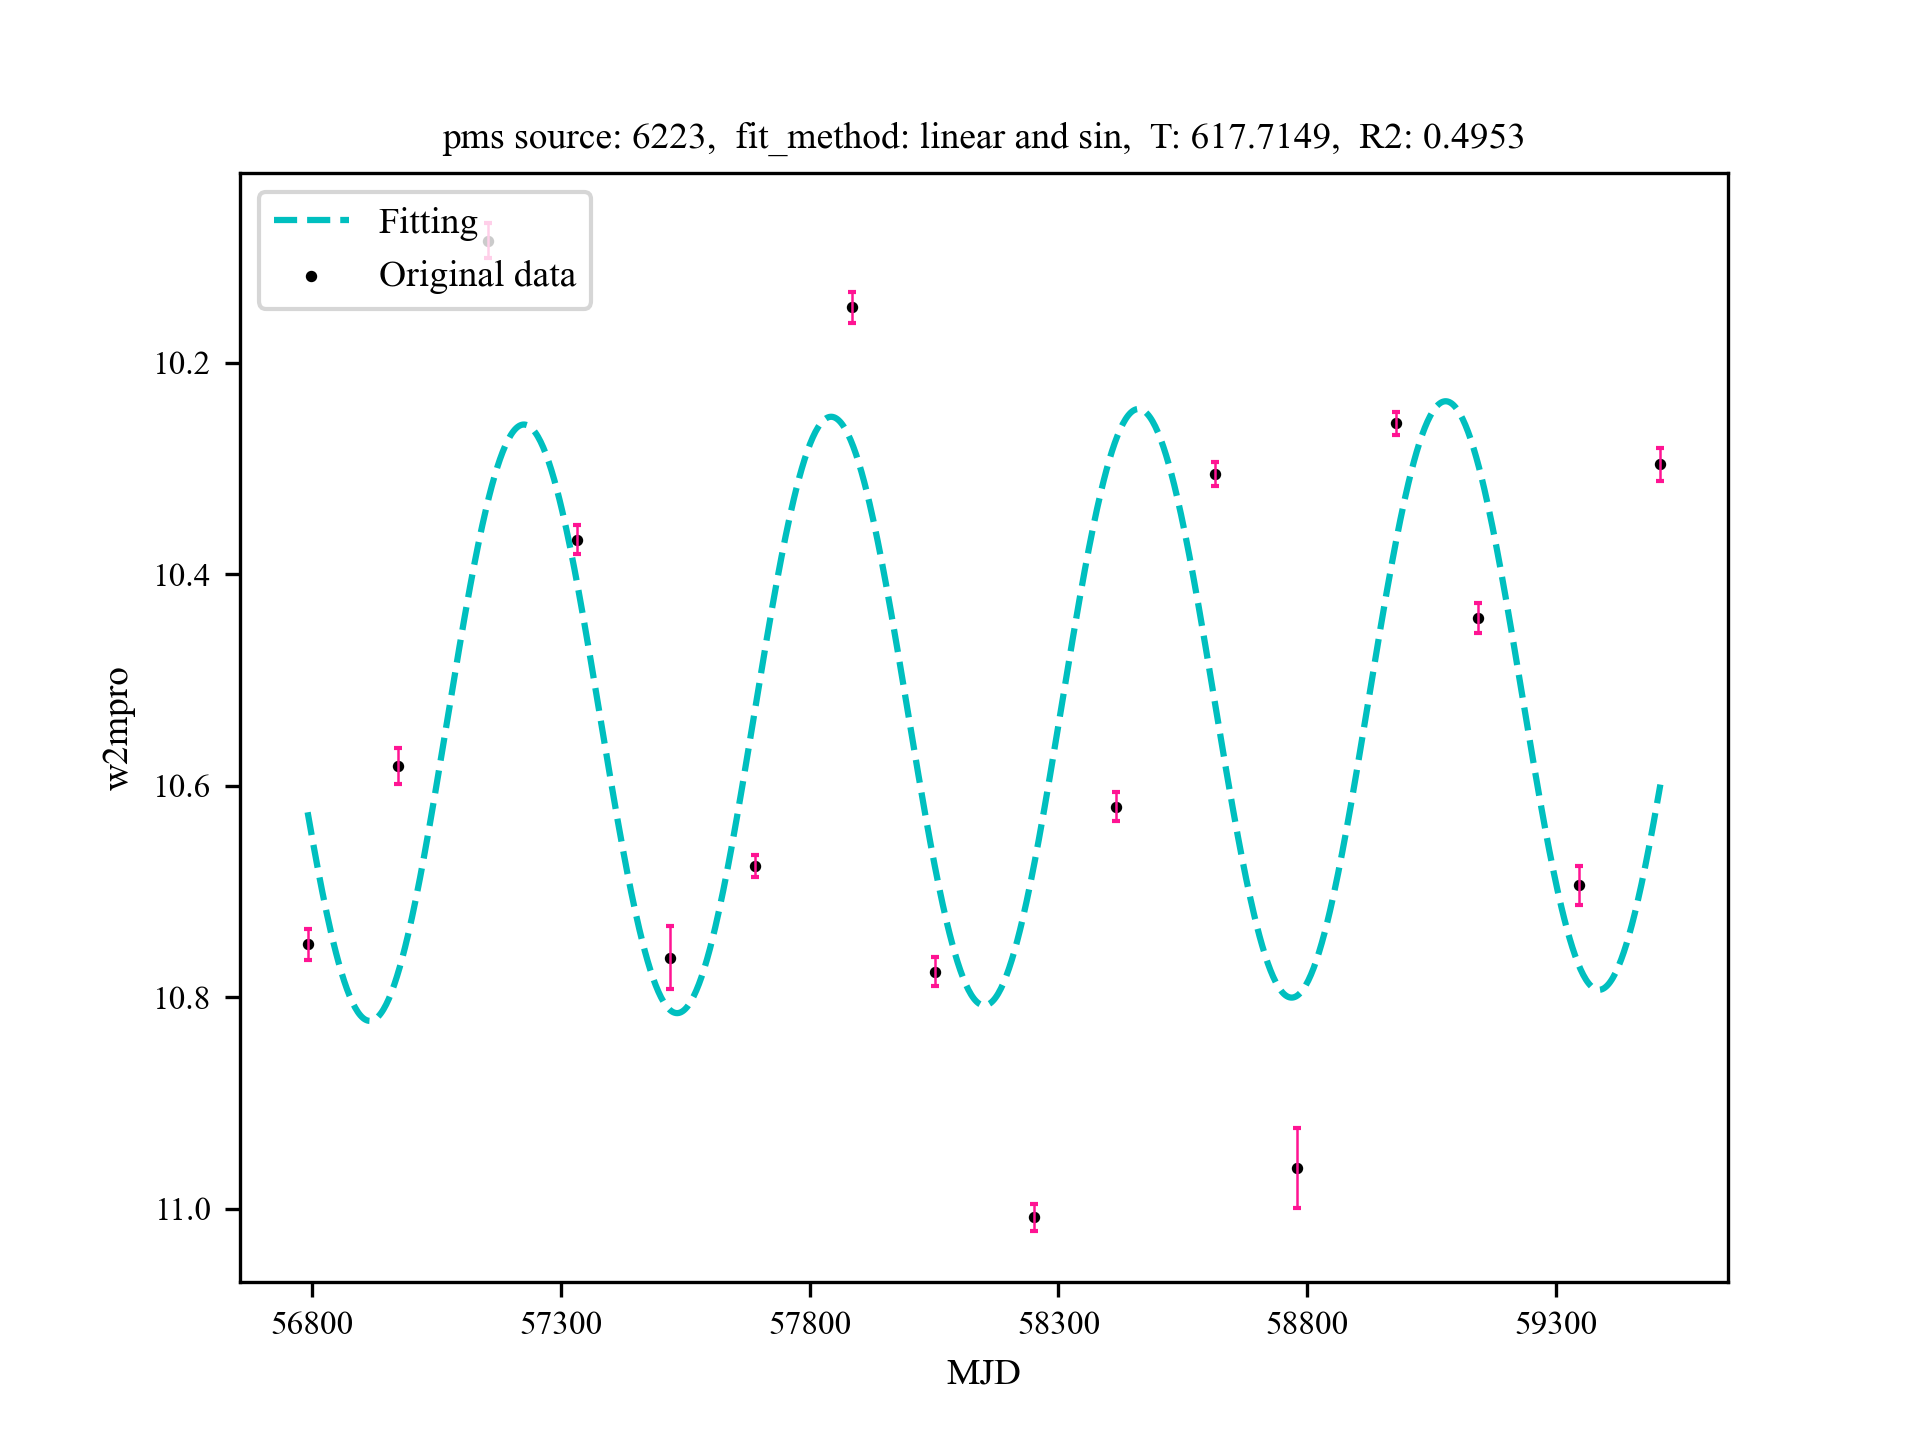 pms source: 6223,  fit_method: linear and sin,  T: 617.7149,  R2: 0.4953
Fitting
Original data
10.2
10.4
10.6
10.8
11.0
w2mpro
56800
57300
57800
58300
58800
59300
MJD